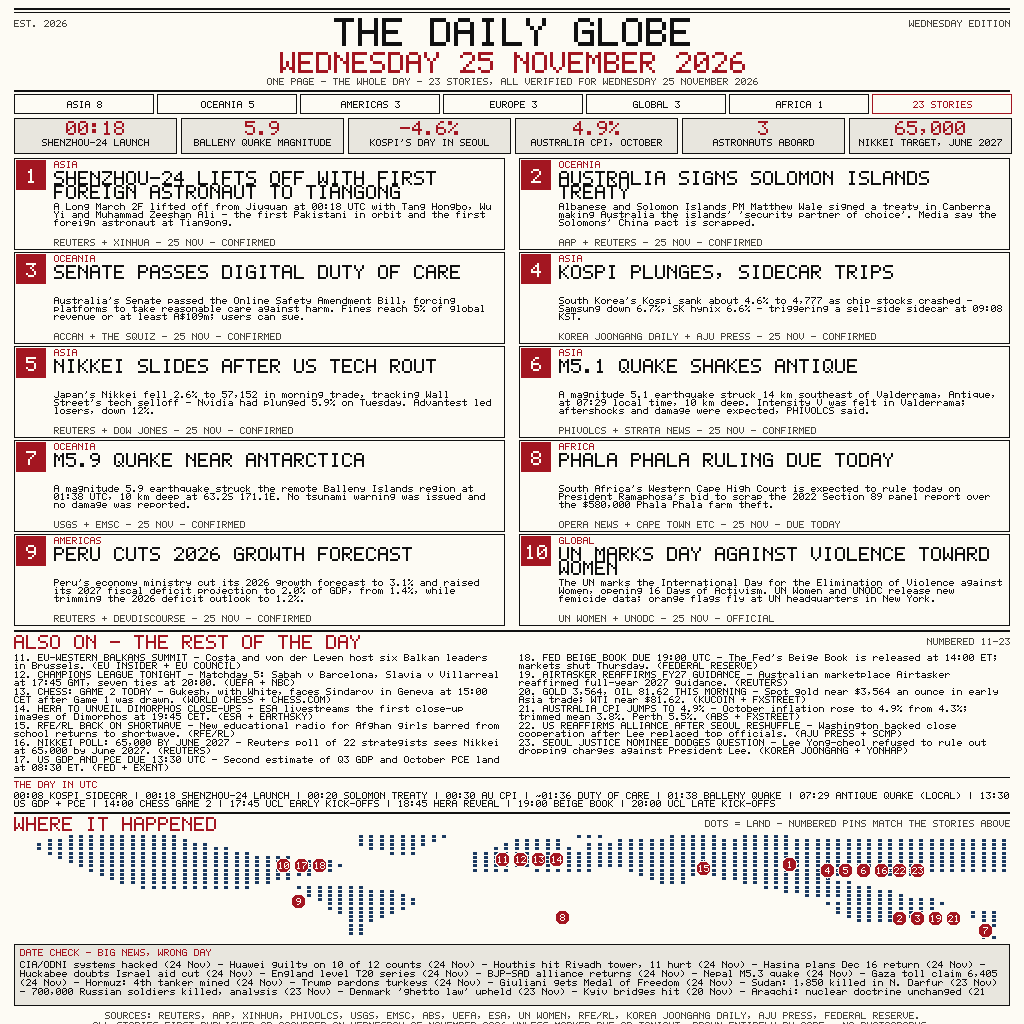 EST. 2026
THE DAILY GLOBE
WEDNESDAY EDITION
WEDNESDAY 25 NOVEMBER 2026
ONE PAGE - THE WHOLE DAY - 23 STORIES, ALL VERIFIED FOR WEDNESDAY 25 NOVEMBER 2026
ASIA 8
OCEANIA 5
AMERICAS 3
EUROPE 3
GLOBAL 3
AFRICA 1
23 STORIES
00:18
SHENZHOU-24 LAUNCH
5.9
BALLENY QUAKE MAGNITUDE
-4.6%
KOSPI'S DAY IN SEOUL
4.9%
AUSTRALIA CPI, OCTOBER
3
ASTRONAUTS ABOARD
65,000
NIKKEI TARGET, JUNE 2027
1
ASIA
SHENZHOU-24 LIFTS OFF WITH FIRST
FOREIGN ASTRONAUT TO TIANGONG
A Long March 2F lifted off from Jiuquan at 00:18 UTC with Tang Hongbo, Wu
Yi and Muhammad Zeeshan Ali - the first Pakistani in orbit and the first
foreign astronaut at Tiangong.
REUTERS + XINHUA - 25 NOV - CONFIRMED
2
OCEANIA
AUSTRALIA SIGNS SOLOMON ISLANDS
TREATY
Albanese and Solomon Islands PM Matthew Wale signed a treaty in Canberra
making Australia the islands' 'security partner of choice'. Media say the
Solomons' China pact is scrapped.
AAP + REUTERS - 25 NOV - CONFIRMED
3
OCEANIA
SENATE PASSES DIGITAL DUTY OF CARE
Australia's Senate passed the Online Safety Amendment Bill, forcing
platforms to take reasonable care against harm. Fines reach 5% of global
revenue or at least A$109m; users can sue.
ACCAN + THE SQUIZ - 25 NOV - CONFIRMED
4
ASIA
KOSPI PLUNGES, SIDECAR TRIPS
South Korea's Kospi sank about 4.6% to 4,777 as chip stocks crashed -
Samsung down 6.7%, SK hynix 6.6% - triggering a sell-side sidecar at 09:08
KST.
KOREA JOONGANG DAILY + AJU PRESS - 25 NOV - CONFIRMED
5
ASIA
NIKKEI SLIDES AFTER US TECH ROUT
Japan's Nikkei fell 2.6% to 57,152 in morning trade, tracking Wall
Street's tech selloff - Nvidia had plunged 5.9% on Tuesday. Advantest led
losers, down 12%.
REUTERS + DOW JONES - 25 NOV - CONFIRMED
6
ASIA
M5.1 QUAKE SHAKES ANTIQUE
A magnitude 5.1 earthquake struck 14 km southeast of Valderrama, Antique,
at 07:29 local time, 10 km deep. Intensity V was felt in Valderrama;
aftershocks and damage were expected, PHIVOLCS said.
PHIVOLCS + STRATA NEWS - 25 NOV - CONFIRMED
7
OCEANIA
M5.9 QUAKE NEAR ANTARCTICA
A magnitude 5.9 earthquake struck the remote Balleny Islands region at
01:38 UTC, 10 km deep at 63.25 171.1E. No tsunami warning was issued and
no damage was reported.
USGS + EMSC - 25 NOV - CONFIRMED
8
AFRICA
PHALA PHALA RULING DUE TODAY
South Africa's Western Cape High Court is expected to rule today on
President Ramaphosa's bid to scrap the 2022 Section 89 panel report over
the $580,000 Phala Phala farm theft.
OPERA NEWS + CAPE TOWN ETC - 25 NOV - DUE TODAY
9
AMERICAS
PERU CUTS 2026 GROWTH FORECAST
Peru's economy ministry cut its 2026 growth forecast to 3.1% and raised
its 2027 fiscal deficit projection to 2.0% of GDP, from 1.4%, while
trimming the 2026 deficit outlook to 1.2%.
REUTERS + DEVDISCOURSE - 25 NOV - CONFIRMED
10
GLOBAL
UN MARKS DAY AGAINST VIOLENCE TOWARD
WOMEN
The UN marks the International Day for the Elimination of Violence against
Women, opening 16 Days of Activism. UN Women and UNODC release new
femicide data; orange flags fly at UN headquarters in New York.
UN WOMEN + UNODC - 25 NOV - OFFICIAL
ALSO ON - THE REST OF THE DAY
NUMBERED 11-23
11. EU-WESTERN BALKANS SUMMIT - Costa and von der Leyen host six Balkan leaders
in Brussels. (EU INSIDER + EU COUNCIL)
12. CHAMPIONS LEAGUE TONIGHT - Matchday 5: Sabah v Barcelona, Slavia v Villarreal
at 17:45 GMT, seven ties at 20:00. (UEFA + NBC)
13. CHESS: GAME 2 TODAY - Gukesh, with White, faces Sindarov in Geneva at 15:00
CET after Game 1 was drawn. (WORLD CHESS + CHESS.COM)
14. HERA TO UNVEIL DIMORPHOS CLOSE-UPS - ESA livestreams the first close-up
images of Dimorphos at 19:45 CET. (ESA + EARTHSKY)
15. RFE/RL BACK ON SHORTWAVE - New educational radio for Afghan girls barred from
school returns to shortwave. (RFE/RL)
16. NIKKEI POLL: 65,000 BY JUNE 2027 - Reuters poll of 22 strategists sees Nikkei
at 65,000 by June 2027. (REUTERS)
17. US GDP AND PCE DUE 13:30 UTC - Second estimate of Q3 GDP and October PCE land
at 08:30 ET. (FED + EXENT)
18. FED BEIGE BOOK DUE 19:00 UTC - The Fed's Beige Book is released at 14:00 ET;
markets shut Thursday. (FEDERAL RESERVE)
19. AIRTASKER REAFFIRMS FY27 GUIDANCE - Australian marketplace Airtasker
reaffirmed full-year 2027 guidance. (REUTERS)
20. GOLD 3,564, OIL 81.62 THIS MORNING - Spot gold near $3,564 an ounce in early
Asia trade; WTI near $81.62. (KUCOIN + FXSTREET)
21. AUSTRALIA CPI JUMPS TO 4.9% - October inflation rose to 4.9% from 4.3%;
trimmed mean 3.8%. Perth 5.5%. (ABS + FXSTREET)
22. US REAFFIRMS ALLIANCE AFTER SEOUL RESHUFFLE - Washington backed close
cooperation after Lee replaced top officials. (AJU PRESS + SCMP)
23. SEOUL JUSTICE NOMINEE DODGES QUESTION - Lee Yong-cheol refused to rule out
dropping charges against President Lee. (KOREA JOONGANG + YONHAP)
THE DAY IN UTC
00:08 KOSPI SIDECAR | 00:18 SHENZHOU-24 LAUNCH | 00:20 SOLOMON TREATY | 00:30 AU CPI | ~01:36 DUTY OF CARE | 01:38 BALLENY QUAKE | 07:29 ANTIQUE QUAKE (LOCAL) | 13:30
US GDP + PCE | 14:00 CHESS GAME 2 | 17:45 UCL EARLY KICK-OFFS | 18:45 HERA REVEAL | 19:00 BEIGE BOOK | 20:00 UCL LATE KICK-OFFS
WHERE IT HAPPENED
DOTS = LAND - NUMBERED PINS MATCH THE STORIES ABOVE
10 17 18 11 12 13 14 15 1 4 5 6 16 22 23
9 8 2 3 19 21
7
DATE CHECK - BIG NEWS, WRONG DAY
CIA/ODNI systems hacked (24 Nov) - Huawei guilty on 10 of 12 counts (24 Nov) - Houthis hit Riyadh tower, 11 hurt (24 Nov) - Hasina plans Dec 16 return (24 Nov) -
Huckabee doubts Israel aid cut (24 Nov) - England level T20 series (24 Nov) - BJP-SAD alliance returns (24 Nov) - Nepal M5.3 quake (24 Nov) - Gaza toll claim 6,405
(24 Nov) - Hormuz: 4th tanker mined (24 Nov) - Trump pardons turkeys (24 Nov) - Giuliani gets Medal of Freedom (24 Nov) - Sudan: 1,850 killed in N. Darfur (23 Nov)
- 700,000 Russian soldiers killed, analysis (23 Nov) - Denmark 'ghetto law' upheld (23 Nov) - Kyiv bridges hit (20 Nov) - Araqchi: nuclear doctrine unchanged (21
SOURCES: REUTERS, AAP, XINHUA, PHIVOLCS, USGS, EMSC, ABS, UEFA, ESA, UN WOMEN, RFE/RL, KOREA JOONGANG DAILY, AJU PRESS, FEDERAL RESERVE.